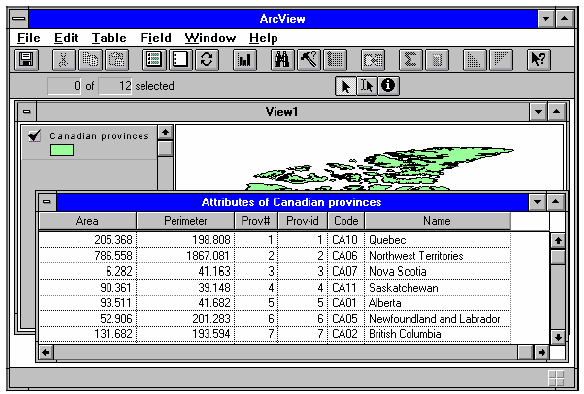 ArcView
File Edit Table Field Window Help
0 of 12 selected
View1
Canadian provinces
Attributes of Canadian provinces
Area Perimeter Prov# Prov-id Code Name
205.368 198.808 1 1 CA10 Quebec
786.558 1867.081 2 2 CA06 Northwest Territories
6.282 41.163 3 3 CA07 Nova Scotia
90.361 39.148 4 4 CA11 Saskatchewan
93.511 41.682 5 5 CA01 Alberta
52.906 201.283 6 6 CA05 Newfoundland and Labrador
131.682 193.594 7 7 CA02 British Columbia